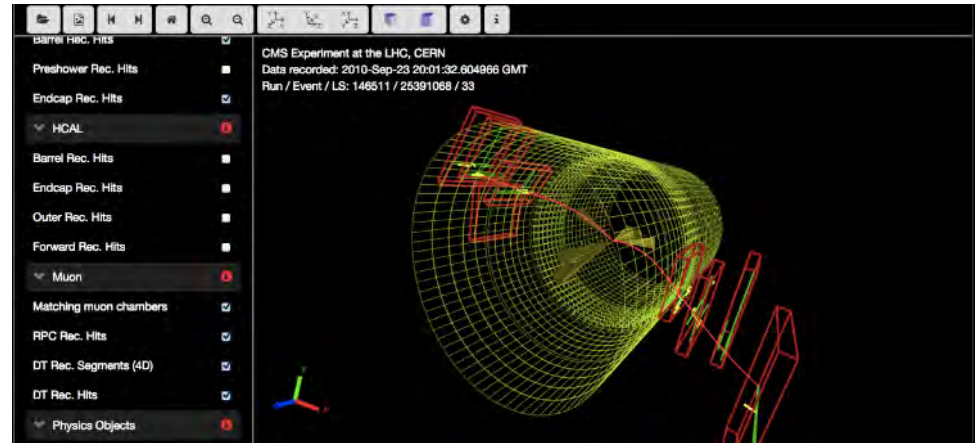 Barrel Rec. Hits
Preshower Rec. Hits
Endcap Rec. Hits
HCAL
Barrel Rec. Hits
Endcap Rec. Hits
Outer Rec. Hits
Forward Rec. Hits
Muon
Matching muon chambers
RPC Rec. Hits
DT Rec. Segments (4D)
DT Rec. Hits
Physics Objects
CMS Experiment at the LHC, CERN
Data recorded: 2010-Sep-23 20:01:32.604966 GMT
Run / Event / LS: 146511 / 25391068 / 33